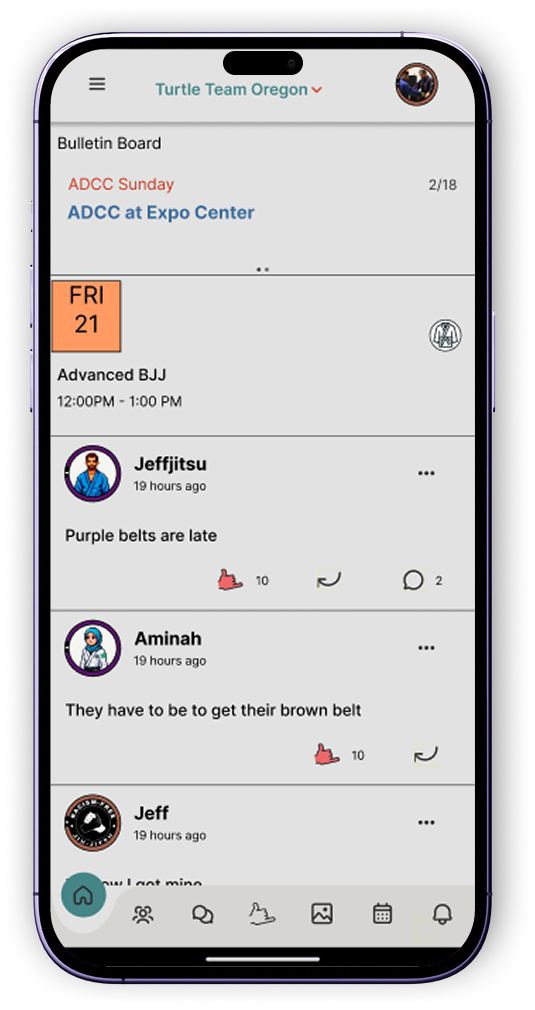 Turtle Team Oregon
Bulletin Board
ADCC Sunday 2/18
ADCC at Expo Center
FRI
21
Advanced BJJ
12:00PM - 1:00 PM
Jeffjitsu
19 hours ago
Purple belts are late
10 2
Aminah
19 hours ago
They have to be to get their brown belt
10
RACISM-FREE
Jeff
19 hours ago
I got mine